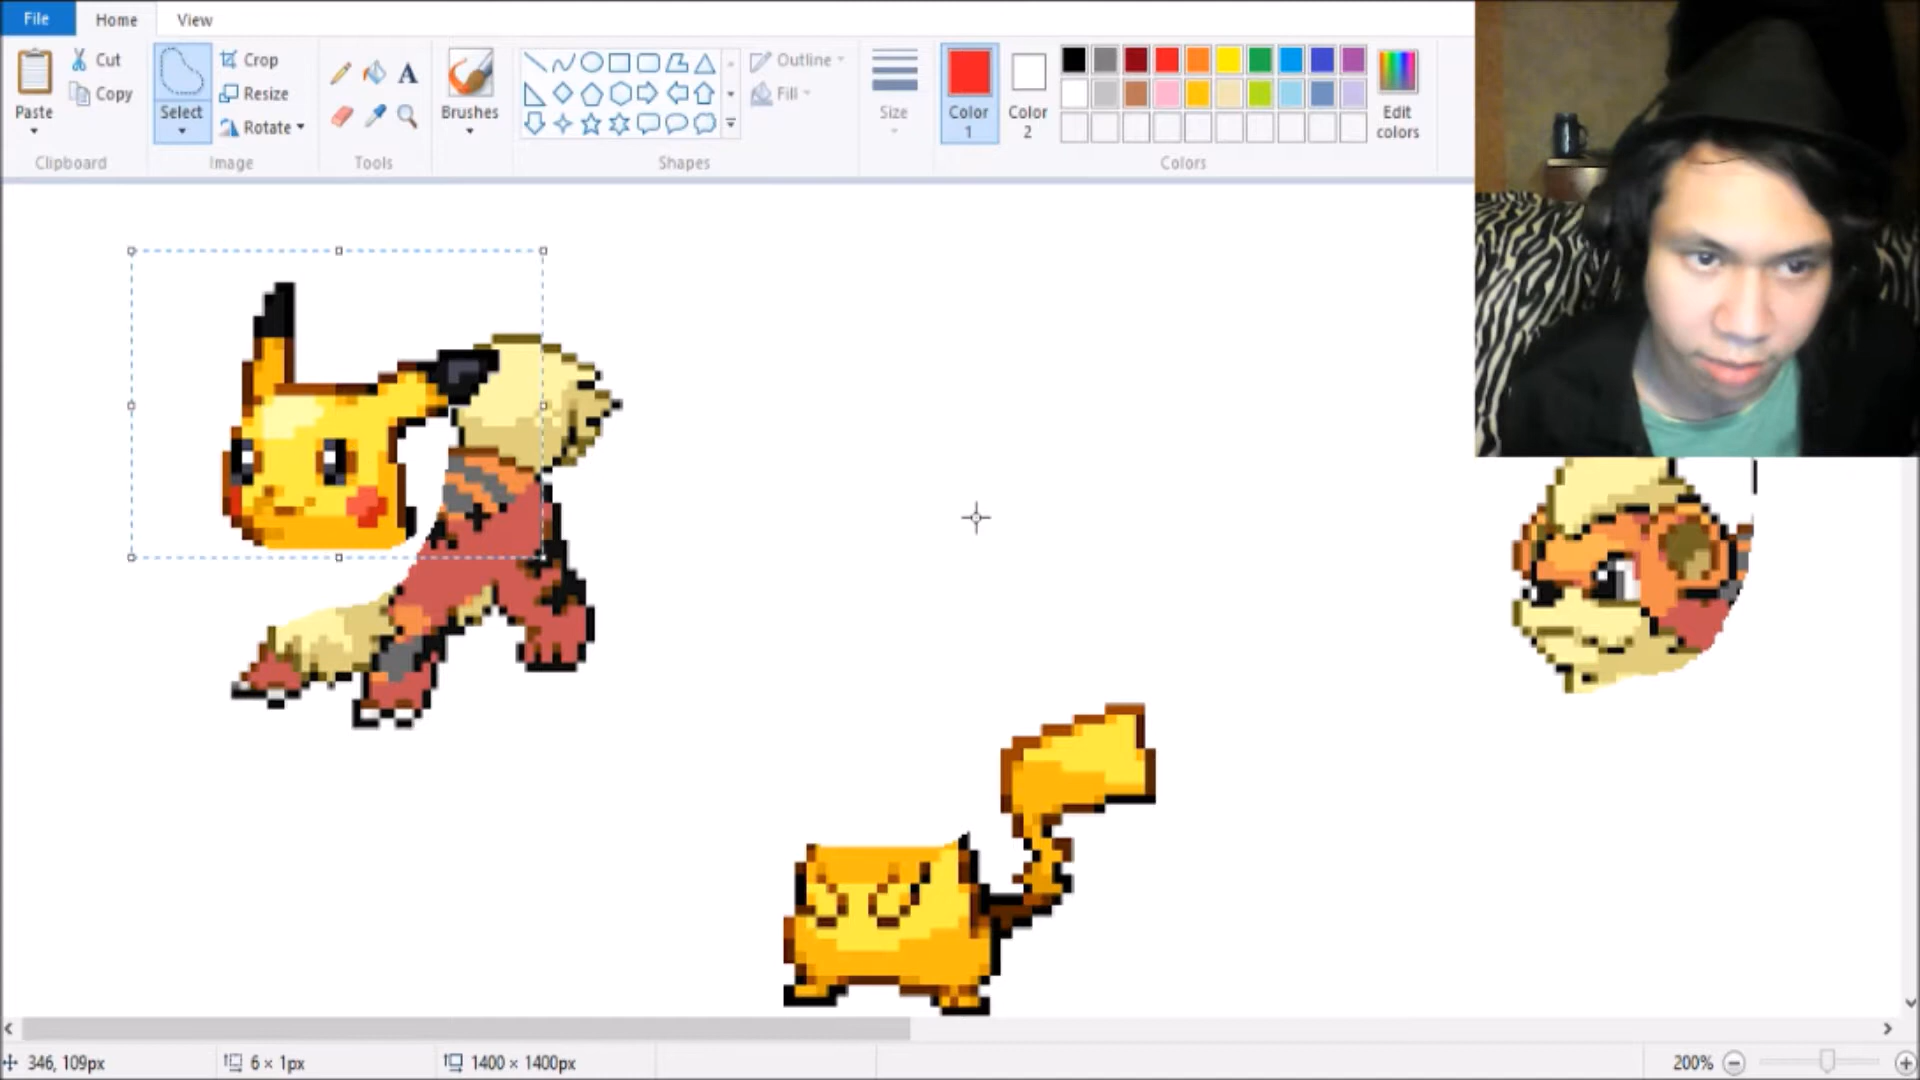 File Home View
Paste
Cut
Copy
Clipboard
Select
Crop
Resize
Rotate
Image
A
Tools
Brushes
Outline
Fill
Shapes
Size
Color 1
Color 2
Edit colors
Colors
346, 109px
6 × 1px
1400 × 1400px
200%